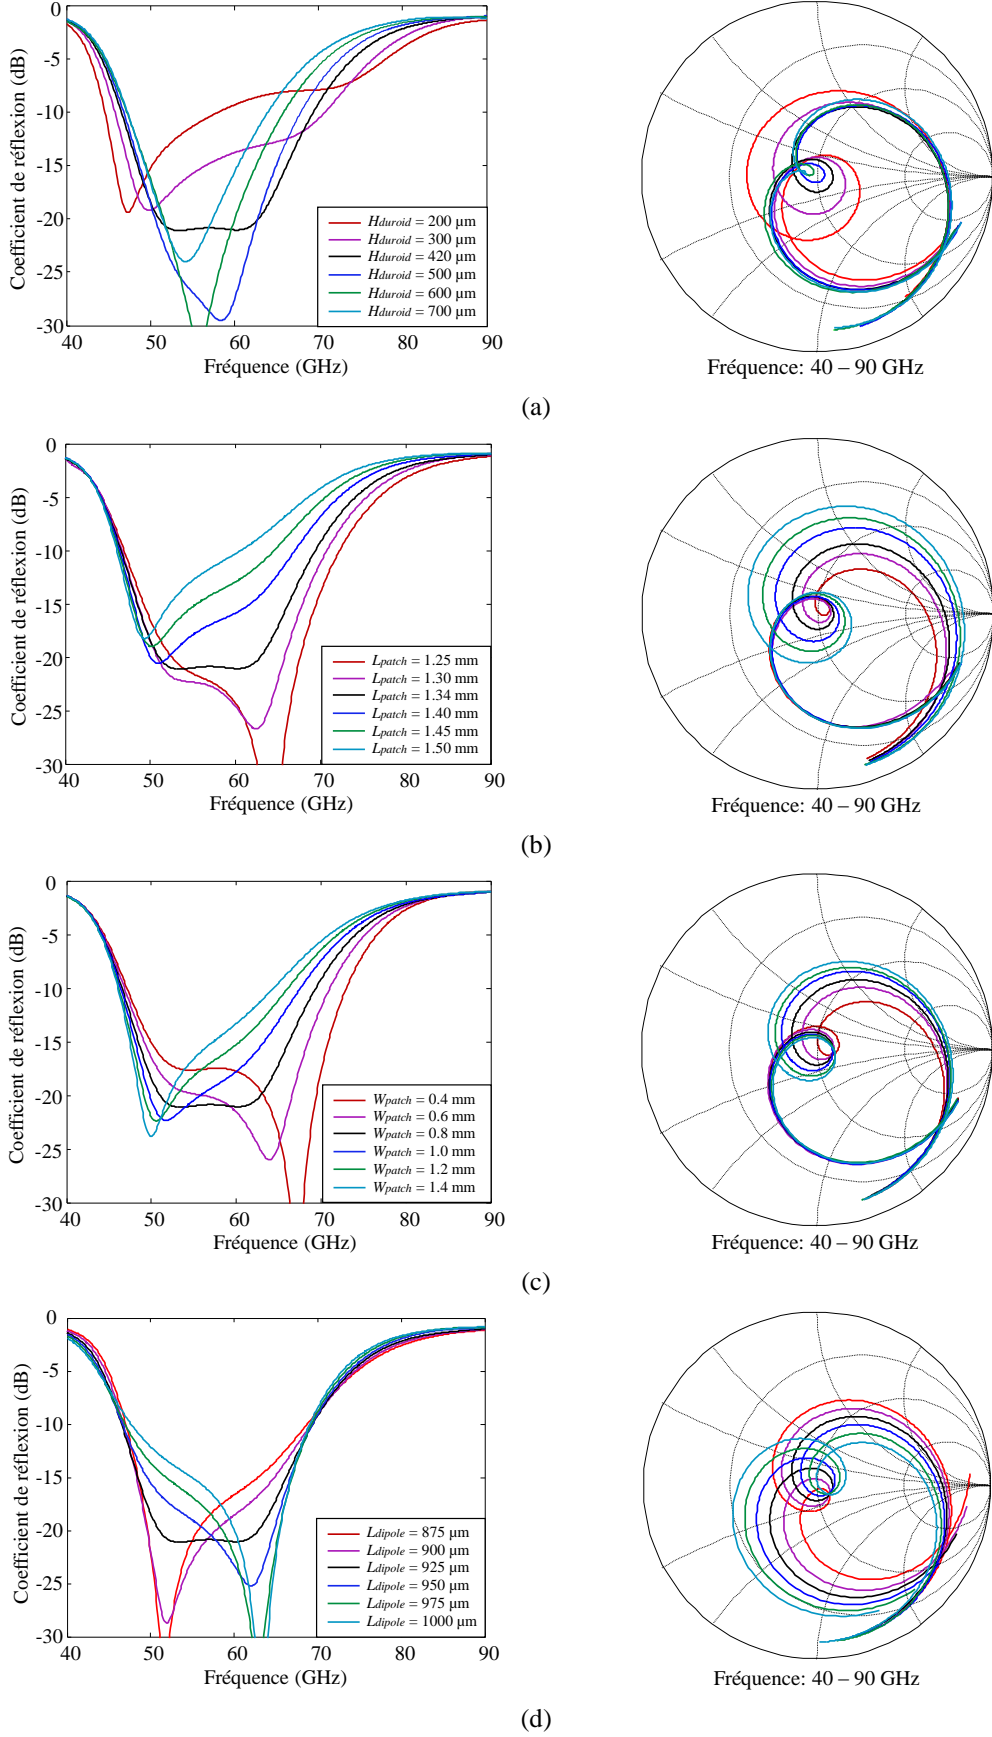 0
-5
-10
-15
-20
-25
-30
Coefficient de réflexion (dB)
Hduroid = 200 µm
Hduroid = 300 µm
Hduroid = 420 µm
Hduroid = 500 µm
Hduroid = 600 µm
Hduroid = 700 µm
40 50 60 70 80 90
Fréquence (GHz)
Fréquence: 40 – 90 GHz
(a)
0
-5
-10
-15
-20
-25
-30
Coefficient de réflexion (dB)
Lpatch = 1.25 mm
Lpatch = 1.30 mm
Lpatch = 1.34 mm
Lpatch = 1.40 mm
Lpatch = 1.45 mm
Lpatch = 1.50 mm
40 50 60 70 80 90
Fréquence (GHz)
Fréquence: 40 – 90 GHz
(b)
0
-5
-10
-15
-20
-25
-30
Coefficient de réflexion (dB)
Wpatch = 0.4 mm
Wpatch = 0.6 mm
Wpatch = 0.8 mm
Wpatch = 1.0 mm
Wpatch = 1.2 mm
Wpatch = 1.4 mm
40 50 60 70 80 90
Fréquence (GHz)
Fréquence: 40 – 90 GHz
(c)
0
-5
-10
-15
-20
-25
-30
Coefficient de réflexion (dB)
Ldipole = 875 µm
Ldipole = 900 µm
Ldipole = 925 µm
Ldipole = 950 µm
Ldipole = 975 µm
Ldipole = 1000 µm
40 50 60 70 80 90
Fréquence (GHz)
Fréquence: 40 – 90 GHz
(d)